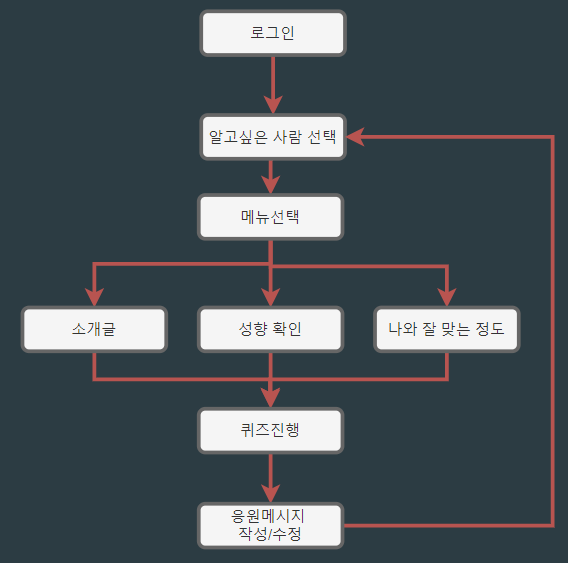 로그인
알고싶은 사람 선택
메뉴선택
소개글
성향 확인
나와 잘 맞는 정도
퀴즈진행
응원메시지
작성/수정